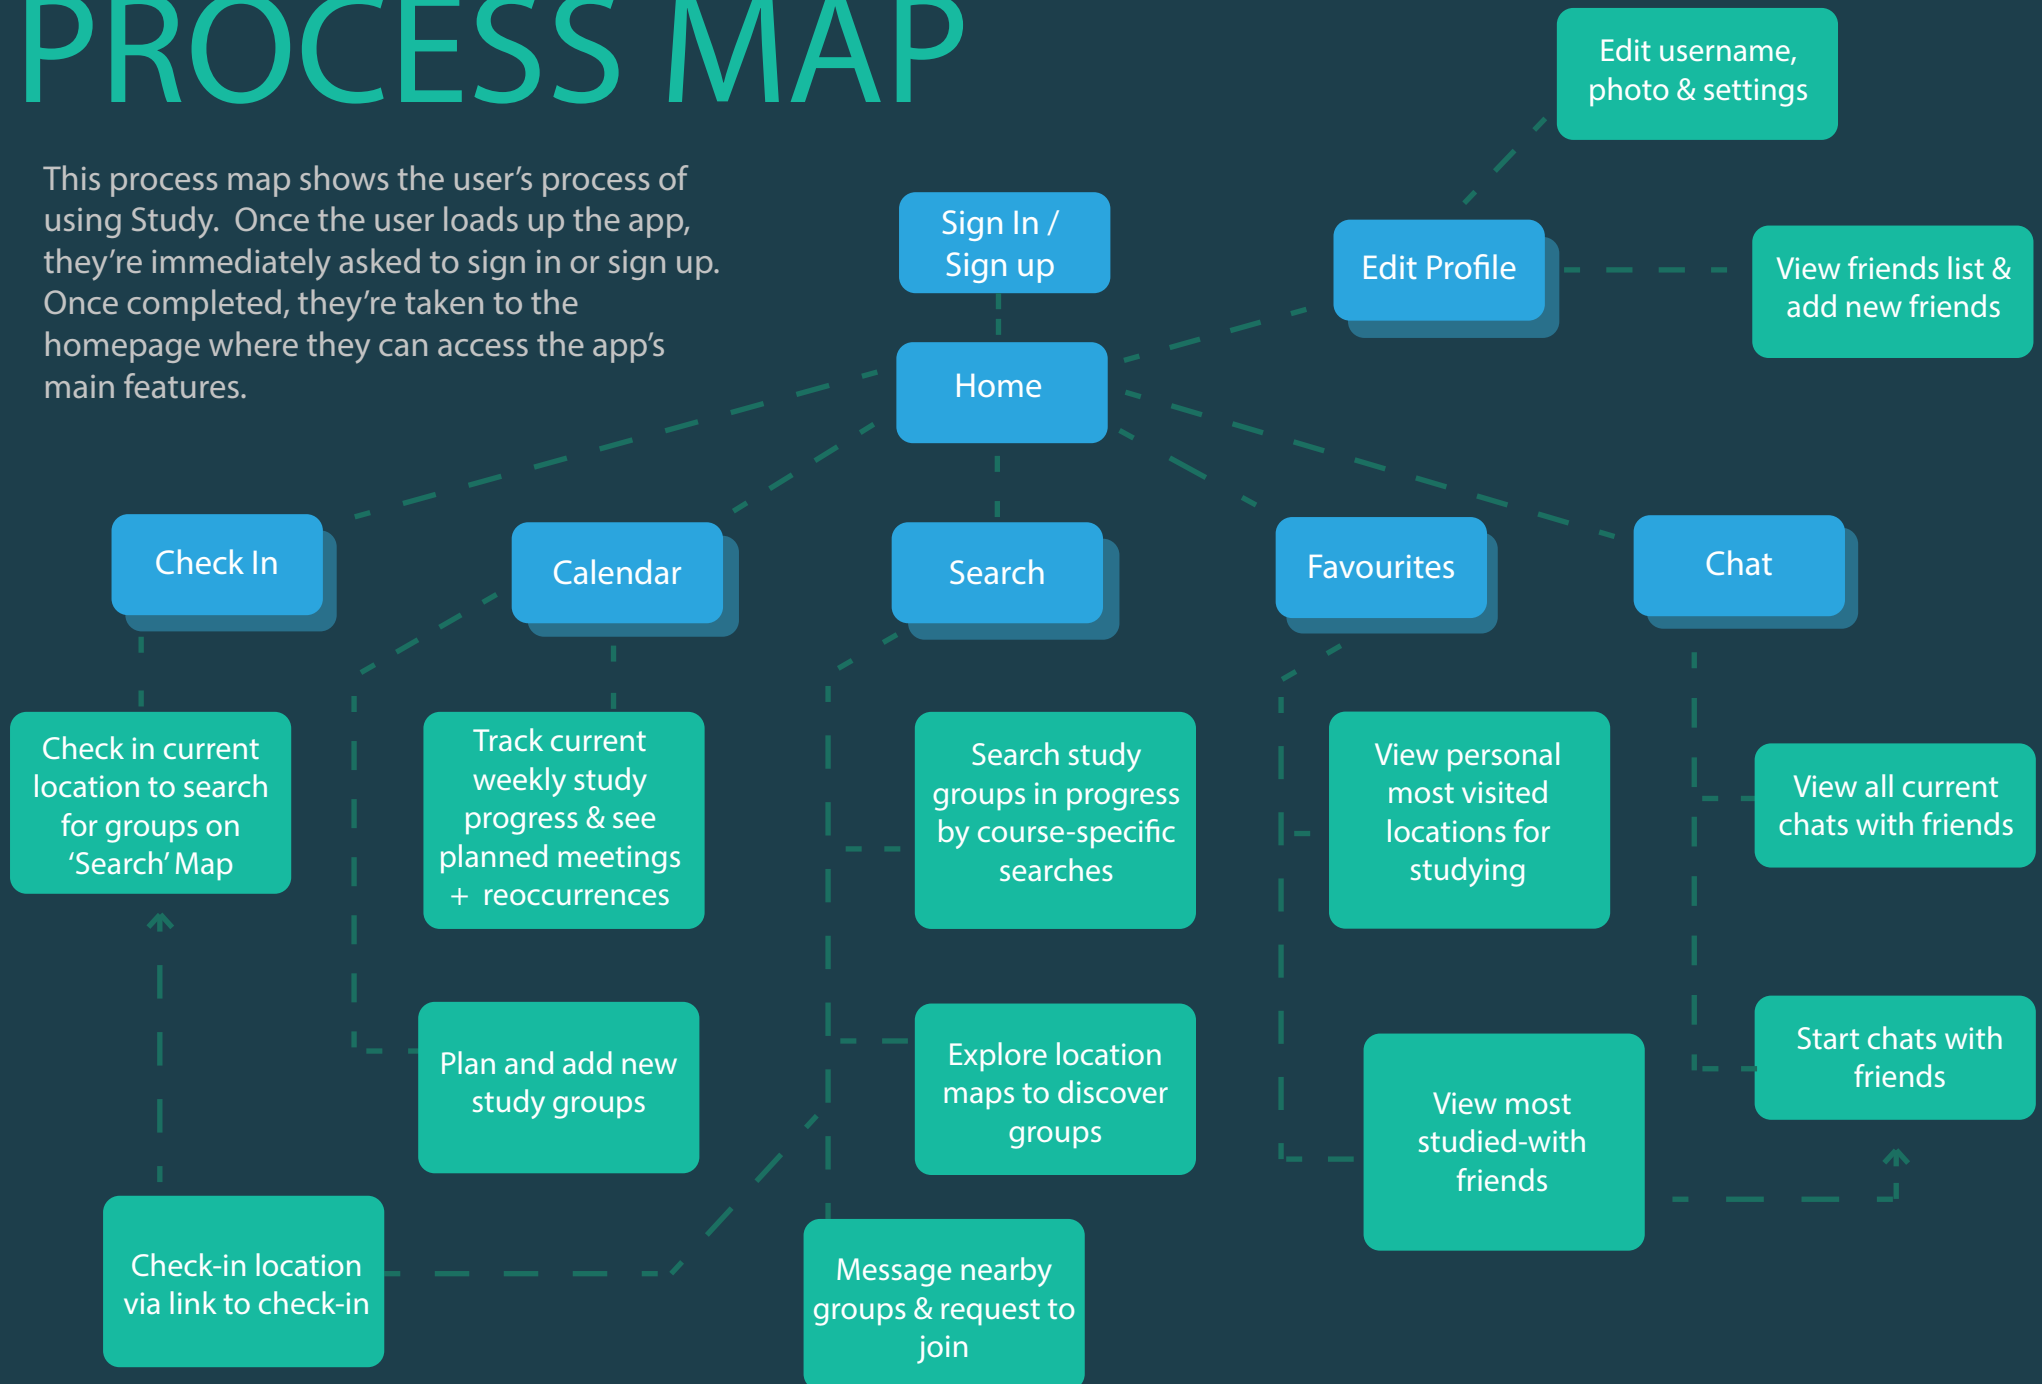 PROCESS MAP
This process map shows the user’s process of
using Study.  Once the user loads up the app,
they’re immediately asked to sign in or sign up.
Once completed, they’re taken to the
homepage where they can access the app’s
main features.
Edit username,
photo & settings
Sign In /
Sign up
Edit Profile
View friends list &
add new friends
Home
Check In
Calendar
Search
Favourites
Chat
Check in current
location to search
for groups on
‘Search’ Map
Track current
weekly study
progress & see
planned meetings
+  reoccurrences
Search study
groups in progress
by course-specific
searches
View personal
most visited
locations for
studying
View all current
chats with friends
Plan and add new
study groups
Explore location
maps to discover
groups
View most
studied-with
friends
Start chats with
friends
Check-in location
via link to check-in
Message nearby
groups & request to
join